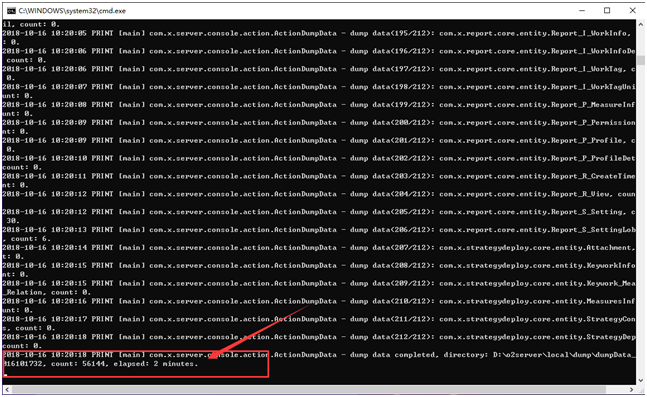 C:\WINDOWS\system32\cmd.exe
il, count: 0.
2018-10-16 10:20:05 PRINT [main] com.x.server.console.action.ActionDumpData - dump data(195/212): com.x.report.core.entity.Report_I_WorkInfo,
: 0.
2018-10-16 10:20:06 PRINT [main] com.x.server.console.action.ActionDumpData - dump data(196/212): com.x.report.core.entity.Report_I_WorkInfoDe
count: 0.
2018-10-16 10:20:06 PRINT [main] com.x.server.console.action.ActionDumpData - dump data(197/212): com.x.report.core.entity.Report_I_WorkTag, c
0.
2018-10-16 10:20:07 PRINT [main] com.x.server.console.action.ActionDumpData - dump data(198/212): com.x.report.core.entity.Report_I_WorkTagUni
unt: 0.
2018-10-16 10:20:08 PRINT [main] com.x.server.console.action.ActionDumpData - dump data(199/212): com.x.report.core.entity.Report_P_MeasureInf
ount: 0.
2018-10-16 10:20:09 PRINT [main] com.x.server.console.action.ActionDumpData - dump data(200/212): com.x.report.core.entity.Report_P_Permission
nt: 0.
2018-10-16 10:20:09 PRINT [main] com.x.server.console.action.ActionDumpData - dump data(201/212): com.x.report.core.entity.Report_P_Profile, c
0.
2018-10-16 10:20:10 PRINT [main] com.x.server.console.action.ActionDumpData - dump data(202/212): com.x.report.core.entity.Report_P_ProfileDet
count: 0.
2018-10-16 10:20:11 PRINT [main] com.x.server.console.action.ActionDumpData - dump data(203/212): com.x.report.core.entity.Report_R_CreateTime
nt: 0.
2018-10-16 10:20:12 PRINT [main] com.x.server.console.action.ActionDumpData - dump data(204/212): com.x.report.core.entity.Report_R_View, coun
2018-10-16 10:20:12 PRINT [main] com.x.server.console.action.ActionDumpData - dump data(205/212): com.x.report.core.entity.Report_S_Setting, c
30.
2018-10-16 10:20:13 PRINT [main] com.x.server.console.action.ActionDumpData - dump data(206/212): com.x.report.core.entity.Report_S_SettingLob
, count: 6.
2018-10-16 10:20:14 PRINT [main] com.x.server.console.action.ActionDumpData - dump data(207/212): com.x.strategydeploy.core.entity.Attachment,
t: 0.
2018-10-16 10:20:15 PRINT [main] com.x.server.console.action.ActionDumpData - dump data(208/212): com.x.strategydeploy.core.entity.KeyworkInfo
nt: 0.
2018-10-16 10:20:15 PRINT [main] com.x.server.console.action.ActionDumpData - dump data(209/212): com.x.strategydeploy.core.entity.Keywork_Mea
_Relation, count: 0.
2018-10-16 10:20:16 PRINT [main] com.x.server.console.action.ActionDumpData - dump data(210/212): com.x.strategydeploy.core.entity.MeasuresInf
ount: 0.
2018-10-16 10:20:17 PRINT [main] com.x.server.console.action.ActionDumpData - dump data(211/212): com.x.strategydeploy.core.entity.StrategyCon
s, count: 0.
2018-10-16 10:20:18 PRINT [main] com.x.server.console.action.ActionDumpData - dump data(212/212): com.x.strategydeploy.core.entity.StrategyDep
count: 0.
2018-10-16 10:20:18 PRINT [main] com.x.server.console.action.ActionDumpData - dump data completed, directory: D:\o2server\local\dump\dumpData_
016101732, count: 56144, elapsed: 2 minutes.